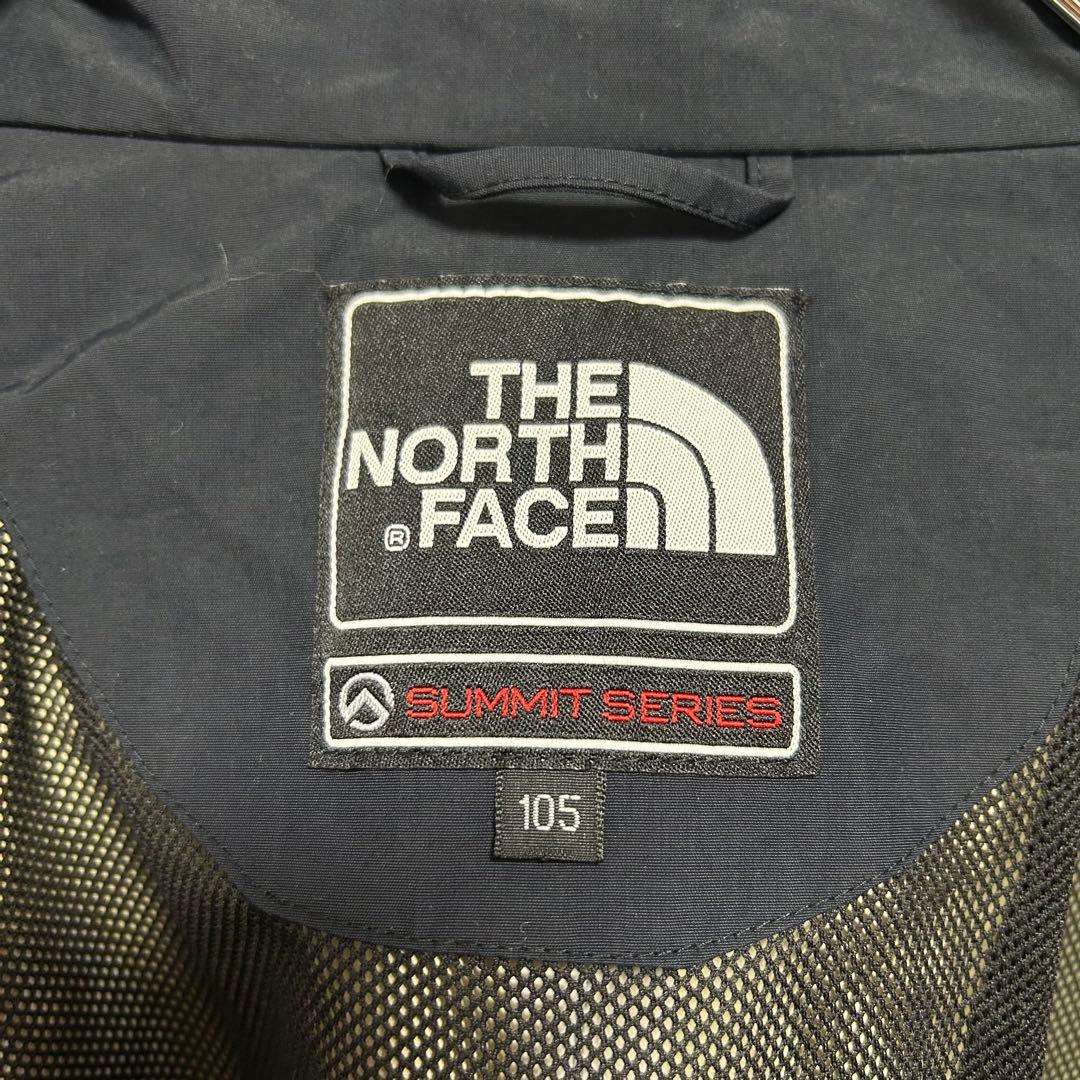 THE
NORTH
® FACE
SUMMIT SERIES
105